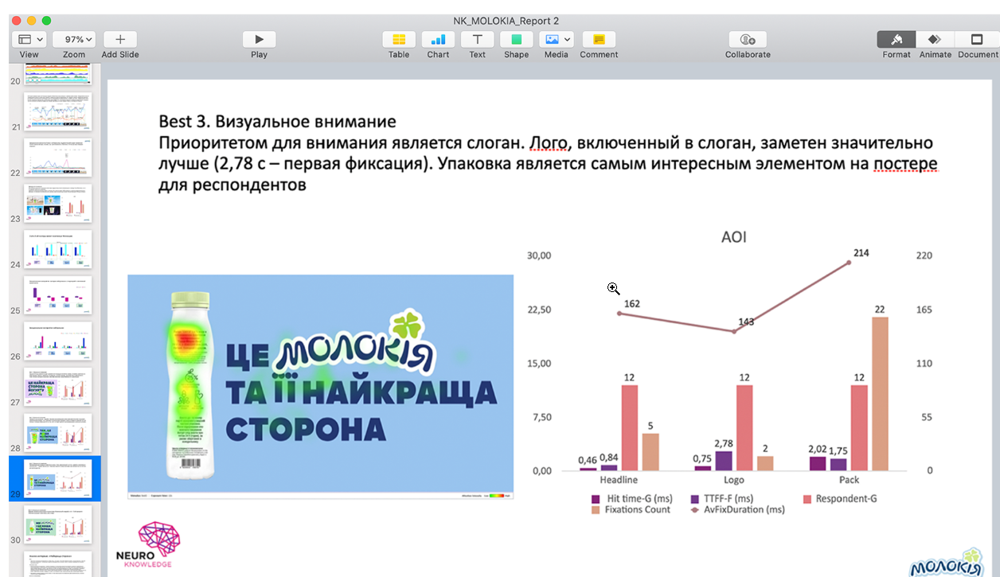 NK_MOLOKIA_Report 2
97%
View
Zoom
Add Slide
Play
Table
Chart
Text
Shape
Media
Comment
Collaborate
Format
Animate
Document
20
21
22
23
24
25
26
27
28
29
30
Best 3. Визуальное внимание
Приоритетом для внимания является слоган. Лого, включенный в слоган, заметен значительно
лучше (2,78 с – первая фиксация). Упаковка является самым интересным элементом на постере
для респондентов
ЦЕ МОЛОКІЯ
ТА ЇЇ НАЙКРАЩА
СТОРОНА
AOI
30,00
22,50
15,00
7,50
0,00
220
165
110
55
0
162
143
214
0,46
0,84
12
5
0,75
2,78
12
2
2,02
1,75
12
22
Headline
Logo
Pack
Hit time-G (ms)
TTFF-F (ms)
Respondent-G
Fixations Count
AvFixDuration (ms)
NEURO
KNOWLEDGE
МОЛОКІЯ